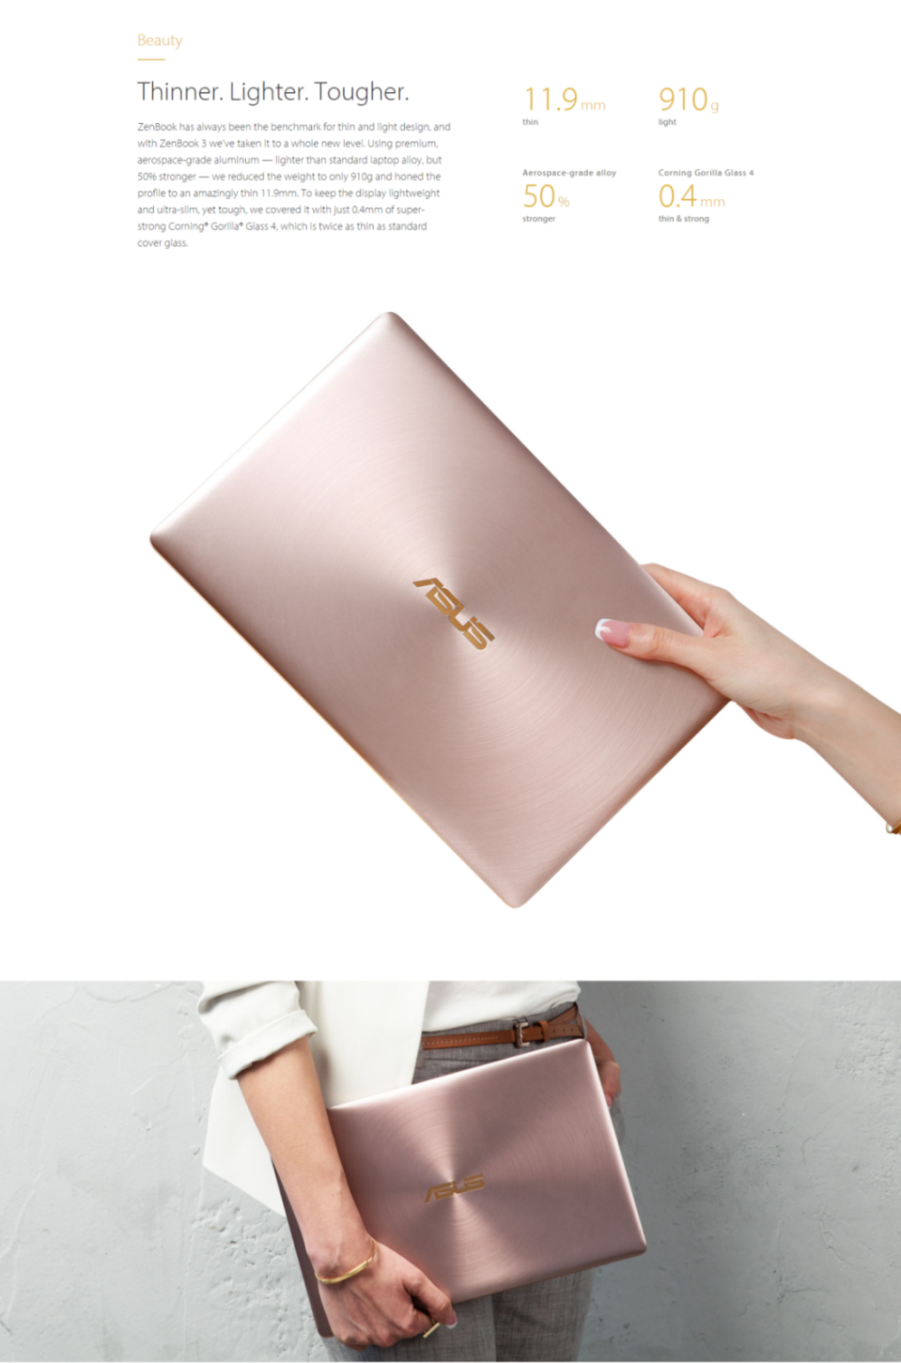 Beauty
Thinner. Lighter. Tougher.
ZenBook has always been the benchmark for thin and light design, and
with ZenBook 3 we've taken it to a whole new level. Using premium,
aerospace-grade aluminum — lighter than standard laptop alloy, but
50% stronger — we reduced the weight to only 910g and honed the
profile to an amazingly thin 11.9mm. To keep the display lightweight
and ultra-slim, yet tough, we covered it with just 0.4mm of super-
strong Corning® Gorilla® Glass 4, which is twice as thin as standard
cover glass.
11.9 mm
thin
910 g
light
Aerospace-grade alloy
50 %
stronger
Corning Gorilla Glass 4
0.4 mm
thin & strong
ASUS
ASUS